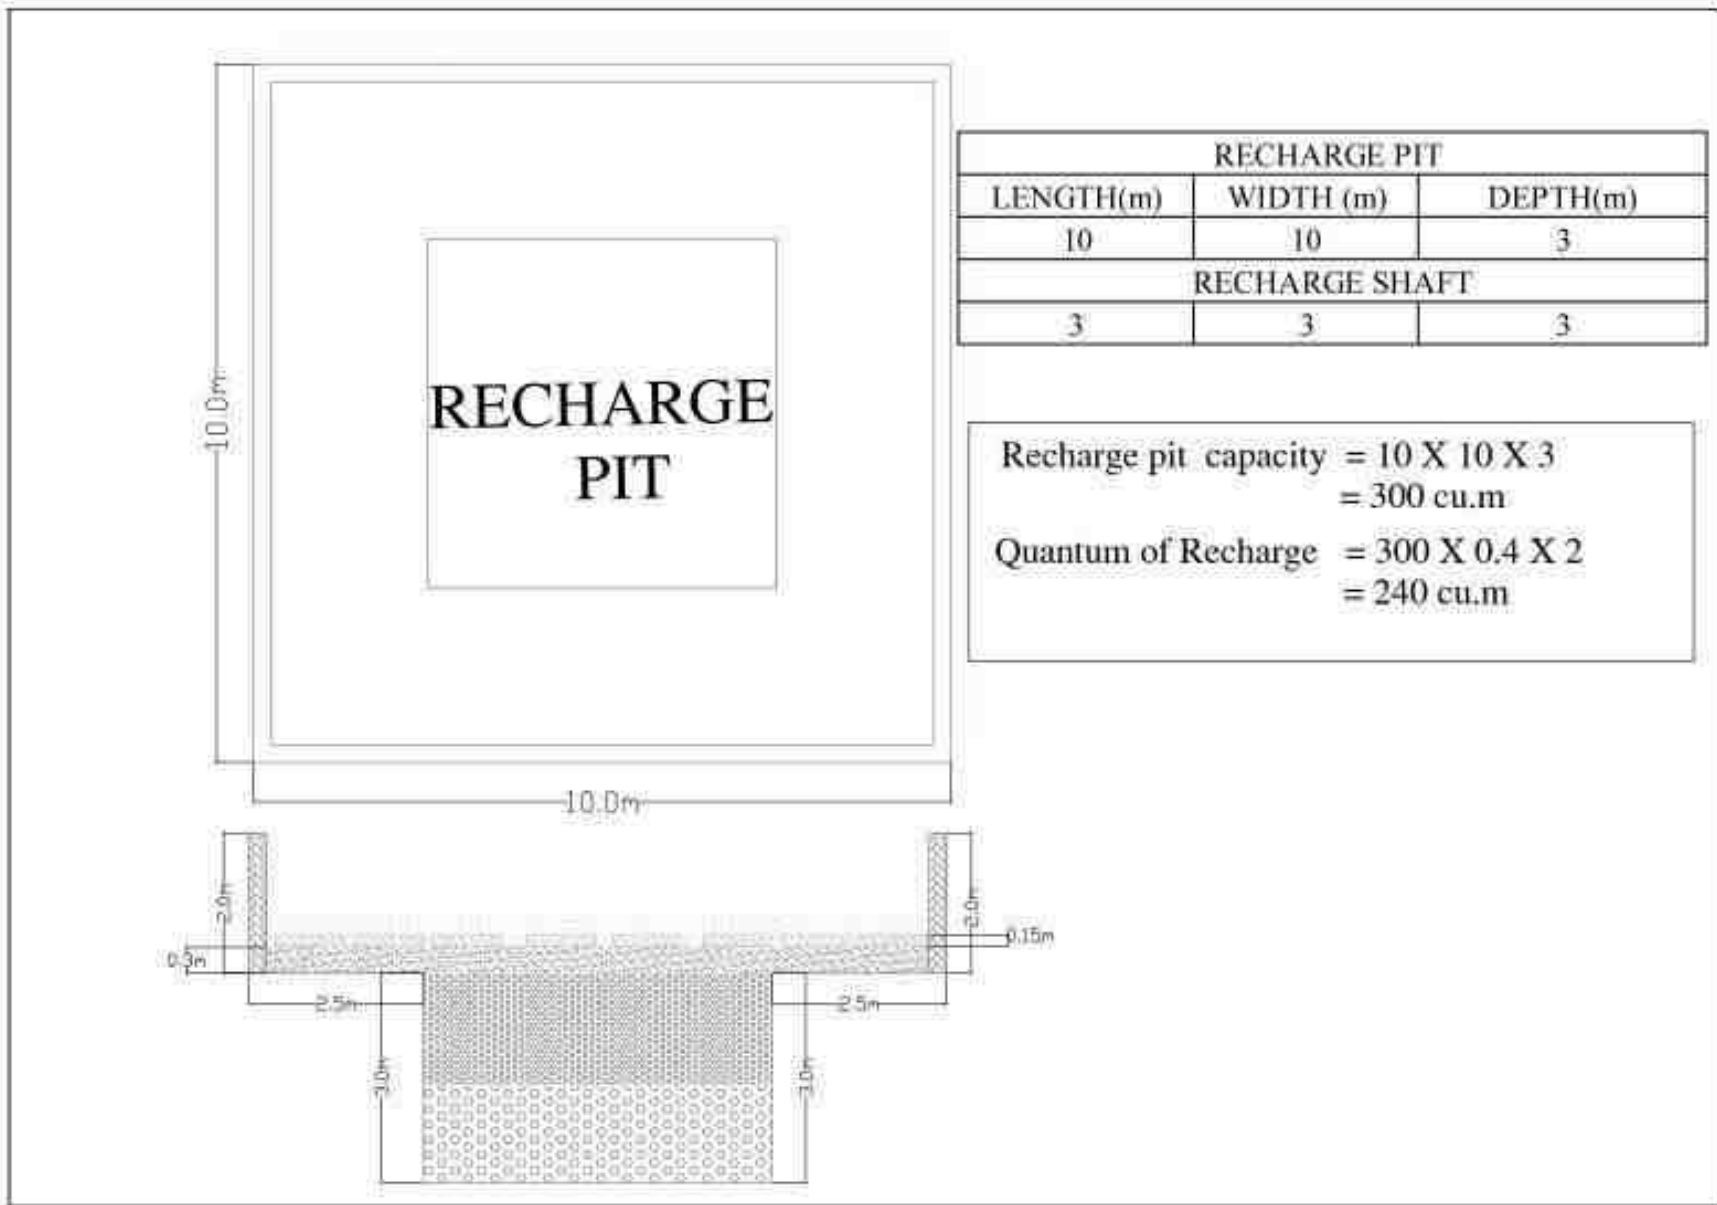 RECHARGE PIT
LENGTH(m) WIDTH (m) DEPTH(m)
10 10 3
RECHARGE SHAFT
3 3 3
10.0m
RECHARGE
PIT
Recharge pit capacity = 10 X 10 X 3
= 300 cu.m
Quantum of Recharge = 300 X 0.4 X 2
= 240 cu.m
10.0m
2.0m
2.0m
0.15m
0.3m
2.5m
2.5m
3.0m
3.0m